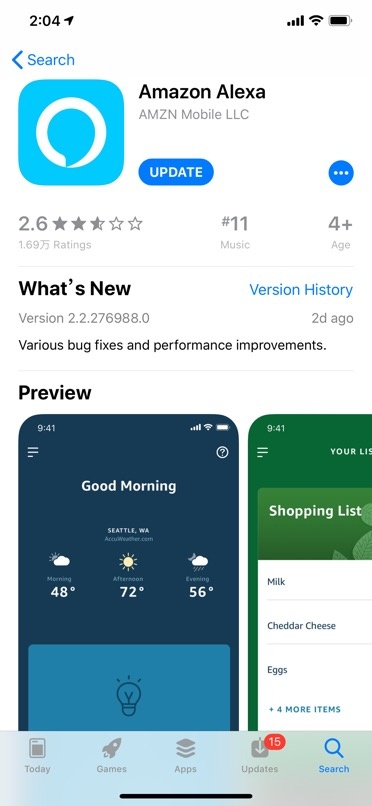 2:04
Search
Amazon Alexa
AMZN Mobile LLC
UPDATE
2.6
#11
4+
1.69万 Ratings
Music
Age
What's New
Version History
Version 2.2.276988.0
2d ago
Various bug fixes and performance improvements.
Preview
9:41
Good Morning
SEATTLE, WA
AccuWeather.com
Morning
Afternoon
Evening
48°
72°
56°
9:41
YOUR LIS
Shopping List
Milk
Cheddar Cheese
Eggs
+ 4 MORE ITEMS
15
Today
Games
Apps
Updates
Search